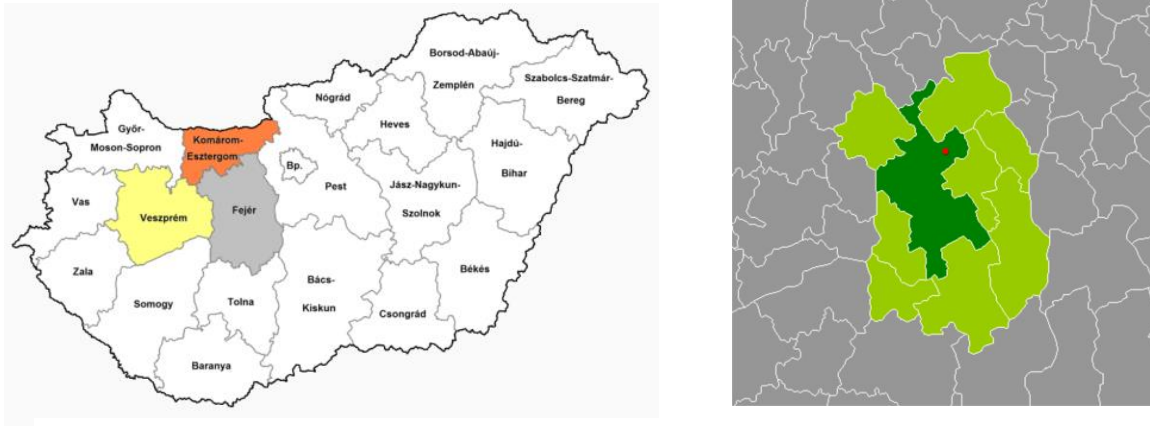 Borsod-Abaúj-
Zemplén
Szabolcs-Szatmár-
Bereg
Nógrád
Heves
Győr-
Moson-Sopron
Komárom-
Esztergom
Hajdú-
Bihar
Bp.
Pest
Jász-Nagykun-
Szolnok
Vas
Veszprém
Fejér
Zala
Somogy
Tolna
Bács-
Kiskun
Békés
Csongrád
Baranya